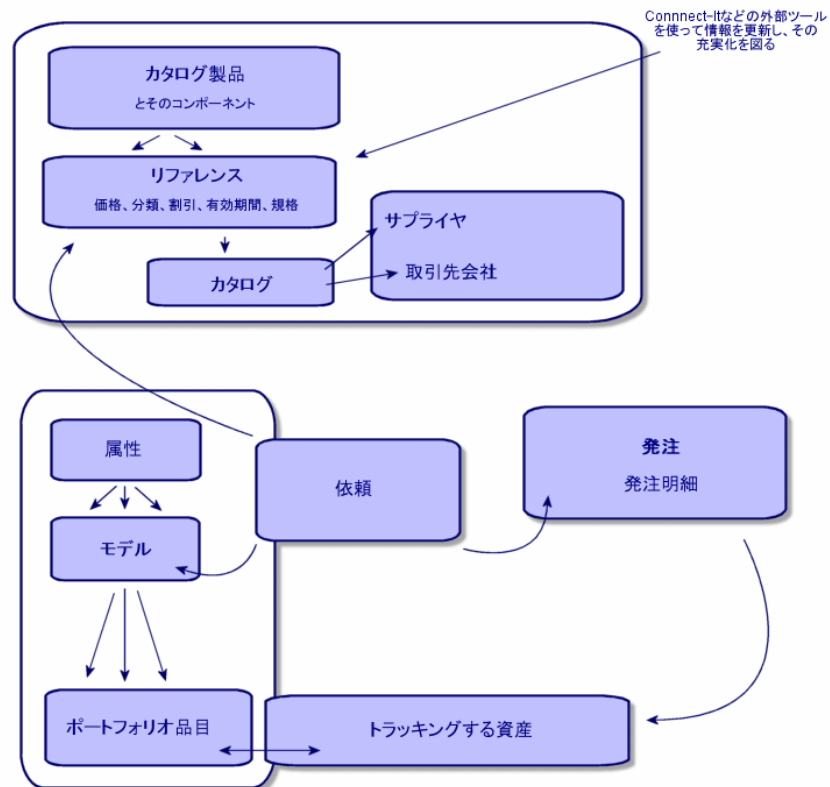 Connnect-Itなどの外部ツール
を使って情報を更新し、その
充実化を図る
カタログ製品
とそのコンポーネント
リファレンス
価格、分類、割引、有効期間、規格
サプライヤ
取引先会社
カタログ
属性
モデル
依頼
発注
発注明細
ポートフォリオ品目
トラッキングする資産